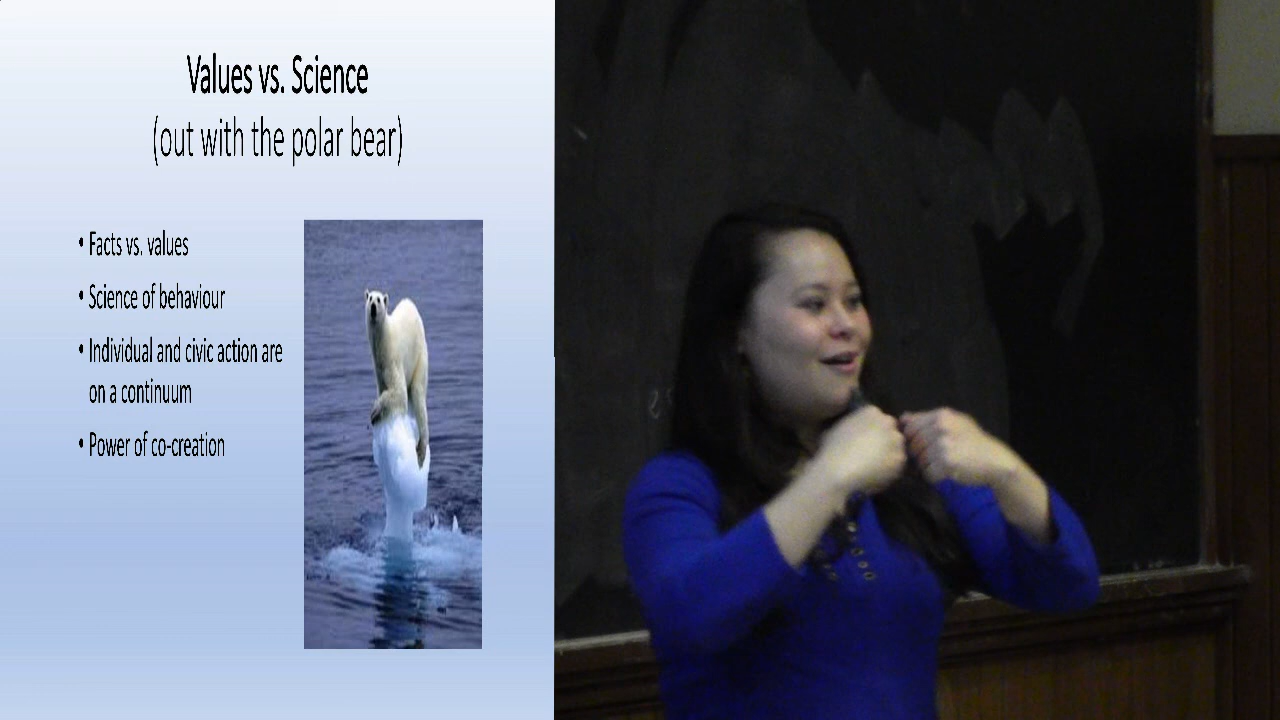 Values vs. Science
(out with the polar bear)
• Facts vs. values
• Science of behaviour
• Individual and civic action are
on a continuum
• Power of co-creation